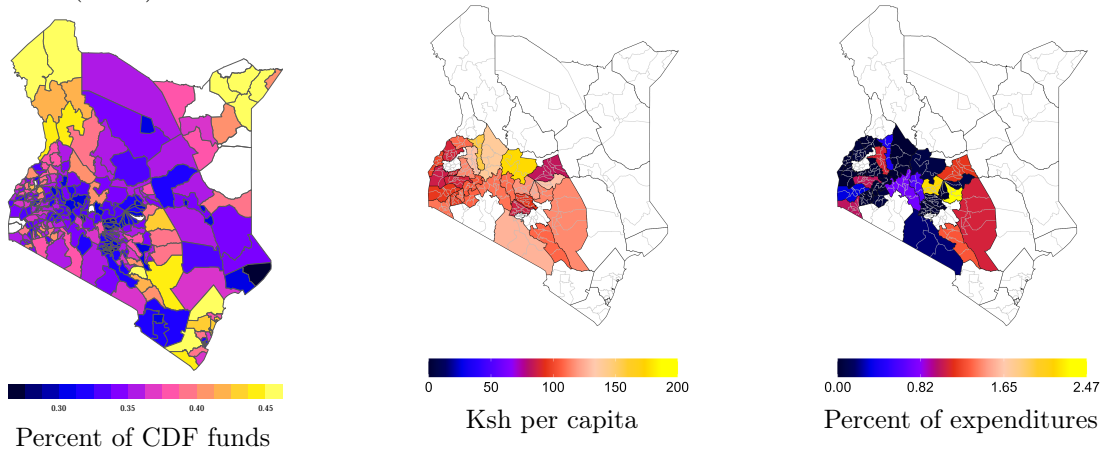 0.30 0.35 0.40 0.45
Percent of CDF funds
0 50 100 150 200
Ksh per capita
0.00 0.82 1.65 2.47
Percent of expenditures